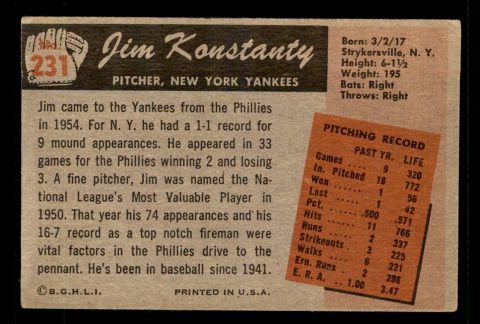 No.
231
Jim Konstanty
PITCHER, NEW YORK YANKEES
Born: 3/2/17
Strykersville, N. Y.
Height: 6-1½
Weight: 195
Bats: Right
Throws: Right
Jim came to the Yankees from the Phillies
in 1954. For N. Y. he had a 1-1 record for
9 mound appearances. He appeared in 33
games for the Phillies winning 2 and losing
3. A fine pitcher, Jim was named the Na-
tional League's Most Valuable Player in
1950. That year his 74 appearances and his
16-7 record as a top notch fireman were
vital factors in the Phillies drive to the
pennant. He's been in baseball since 1941.
PITCHING RECORD
PAST YR. LIFE
Games 9 320
In. Pitched 18 772
Won 1 56
Lost 1 42
Pct. .500 .571
Hits 11 766
Runs 2 337
Strikeouts 3 225
Walks 6 221
Ern. Runs 2 298
E. R. A. 1.00 3.47
© B.G.H.L.I. PRINTED IN U.S.A.